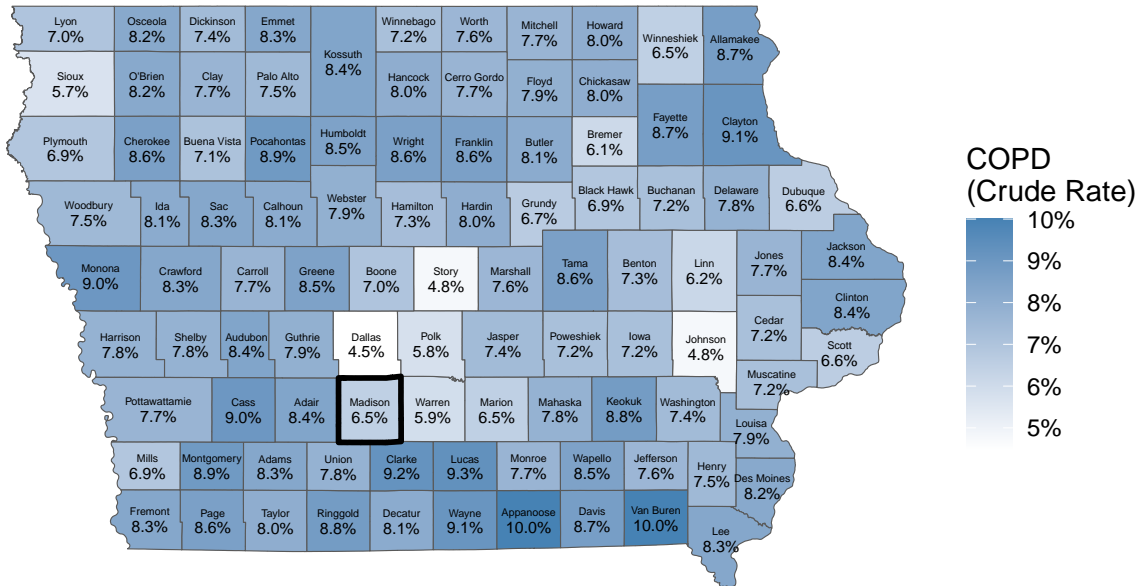 Lyon
7.0%
Osceola
8.2%
Dickinson
7.4%
Emmet
8.3%
Kossuth
8.4%
Winnebago
7.2%
Worth
7.6%
Mitchell
7.7%
Howard
8.0%
Winneshiek
6.5%
Allamakee
8.7%
Sioux
5.7%
O'Brien
8.2%
Clay
7.7%
Palo Alto
7.5%
Hancock
8.0%
Cerro Gordo
7.7%
Floyd
7.9%
Chickasaw
8.0%
Fayette
8.7%
Clayton
9.1%
Plymouth
6.9%
Cherokee
8.6%
Buena Vista
7.1%
Pocahontas
8.9%
Humboldt
8.5%
Wright
8.6%
Franklin
8.6%
Butler
8.1%
Bremer
6.1%
Woodbury
7.5%
Ida
8.1%
Sac
8.3%
Calhoun
8.1%
Webster
7.9%
Hamilton
7.3%
Hardin
8.0%
Grundy
6.7%
Black Hawk
6.9%
Buchanan
7.2%
Delaware
7.8%
Dubuque
6.6%
Monona
9.0%
Crawford
8.3%
Carroll
7.7%
Greene
8.5%
Boone
7.0%
Story
4.8%
Marshall
7.6%
Tama
8.6%
Benton
7.3%
Linn
6.2%
Jones
7.7%
Jackson
8.4%
Clinton
8.4%
Harrison
7.8%
Shelby
7.8%
Audubon
8.4%
Guthrie
7.9%
Dallas
4.5%
Polk
5.8%
Jasper
7.4%
Poweshiek
7.2%
Iowa
7.2%
Johnson
4.8%
Cedar
7.2%
Scott
6.6%
Muscatine
7.2%
Pottawattamie
7.7%
Cass
9.0%
Adair
8.4%
Madison
6.5%
Warren
5.9%
Marion
6.5%
Mahaska
7.8%
Keokuk
8.8%
Washington
7.4%
Louisa
7.9%
Mills
6.9%
Montgomery
8.9%
Adams
8.3%
Union
7.8%
Clarke
9.2%
Lucas
9.3%
Monroe
7.7%
Wapello
8.5%
Jefferson
7.6%
Henry
7.5%
Des Moines
8.2%
Fremont
8.3%
Page
8.6%
Taylor
8.0%
Ringgold
8.8%
Decatur
8.1%
Wayne
9.1%
Appanoose
10.0%
Davis
8.7%
Van Buren
10.0%
Lee
8.3%
COPD
(Crude Rate)
10%
9%
8%
7%
6%
5%